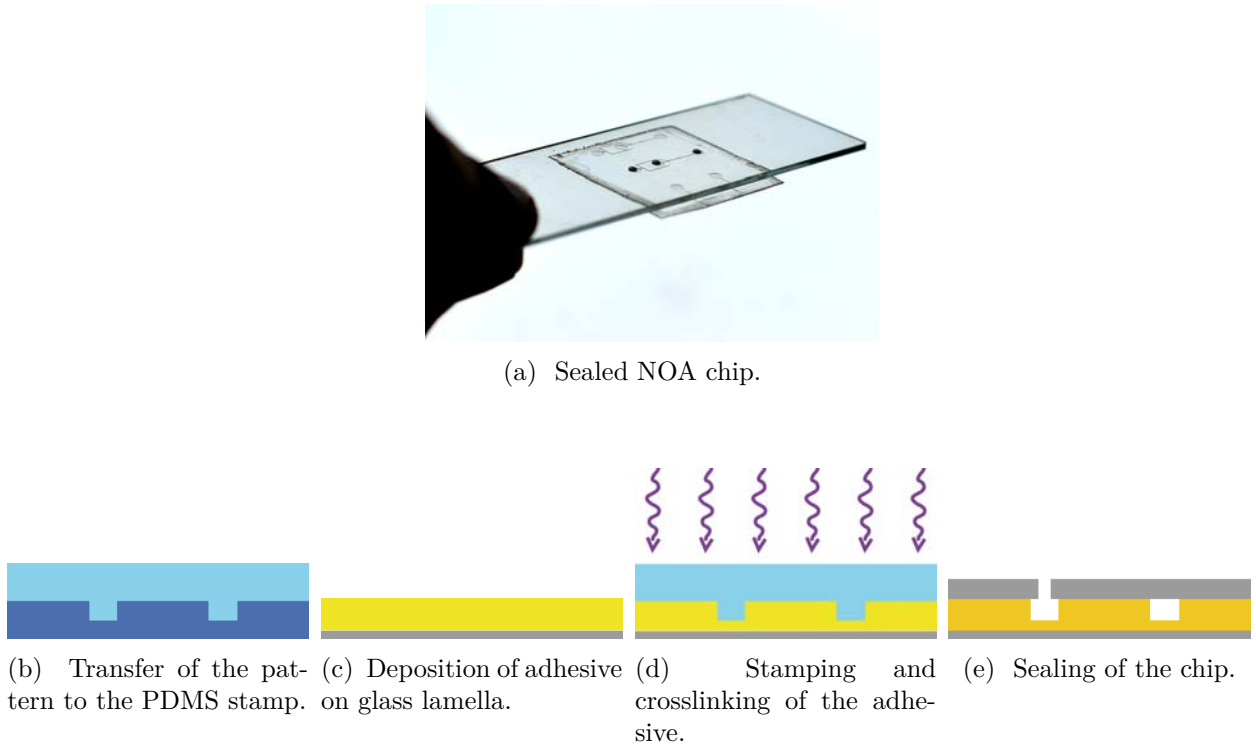 (a) Sealed NOA chip.
(b) Transfer of the pat-
tern to the PDMS stamp.
(c) Deposition of adhesive
on glass lamella.
(d) Stamping and
crosslinking of the adhe-
sive.
(e) Sealing of the chip.